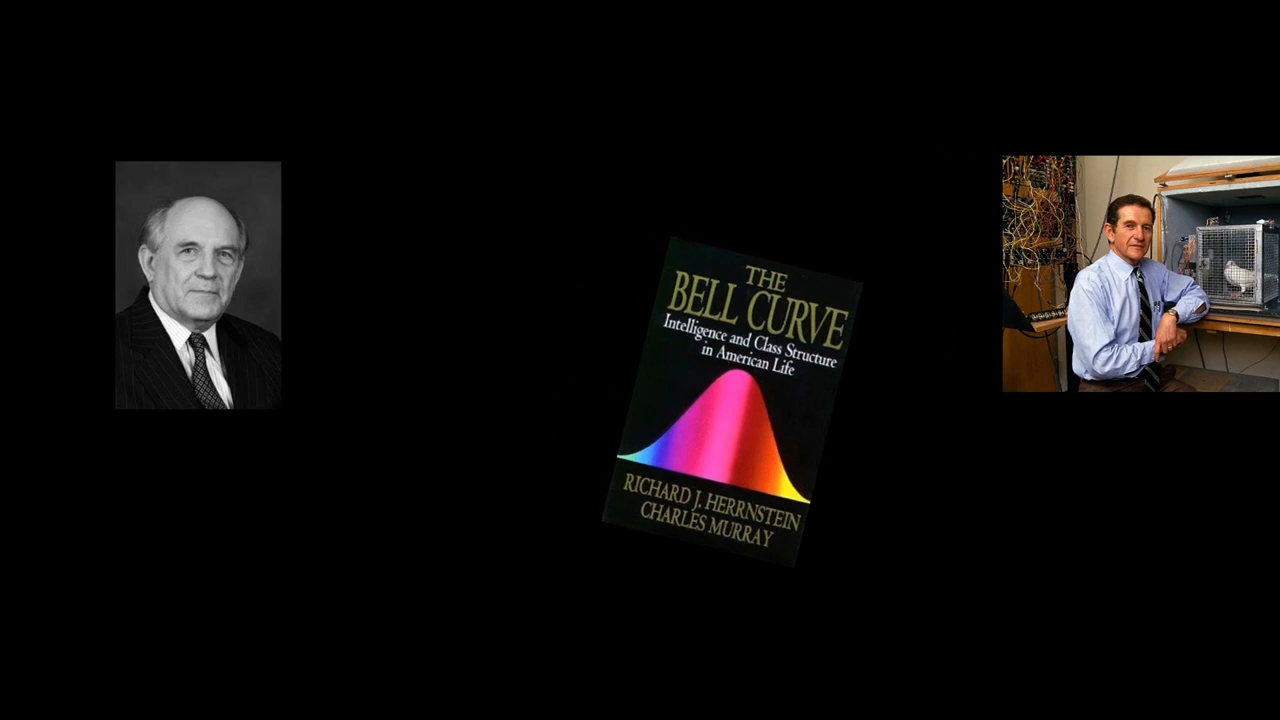 THE
BELL CURVE
Intelligence and Class Structure
in American Life
RICHARD J. HERRNSTEIN
CHARLES MURRAY